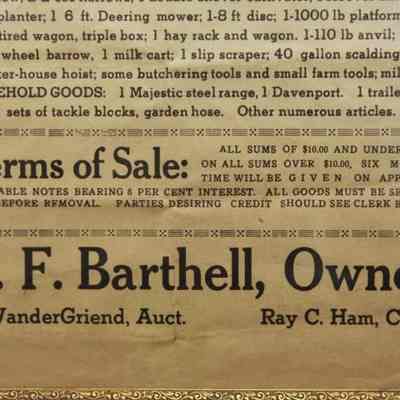 planter; 1 6 ft. Deering mower; 1-8 ft disc; 1-1000 lb platform
tired wagon, triple box; 1 hay rack and wagon. 1-110 lb anvil;
wheel barrow, 1 milk cart; 1 slip scraper; 40 gallon scalding
ter-house hoist; some butchering tools and small farm tools; mil
EHOLD GOODS: 1 Majestic steel range, 1 Davenport. 1 traile
sets of tackle blocks, garden hose. Other numerous articles.
erms of Sale: ALL SUMS OF $10.00 AND UNDER
ON ALL SUMS OVER $10.00, SIX M
TIME WILL BE GIVEN ON APP
ABLE NOTES BEARING 8 PER CENT INTEREST. ALL GOODS MUST BE SE
BEFORE REMOVAL. PARTIES DESIRING CREDIT SHOULD SEE CLERK B
. F. Barthell, Owne
VanderGriend, Auct. Ray C. Ham, C